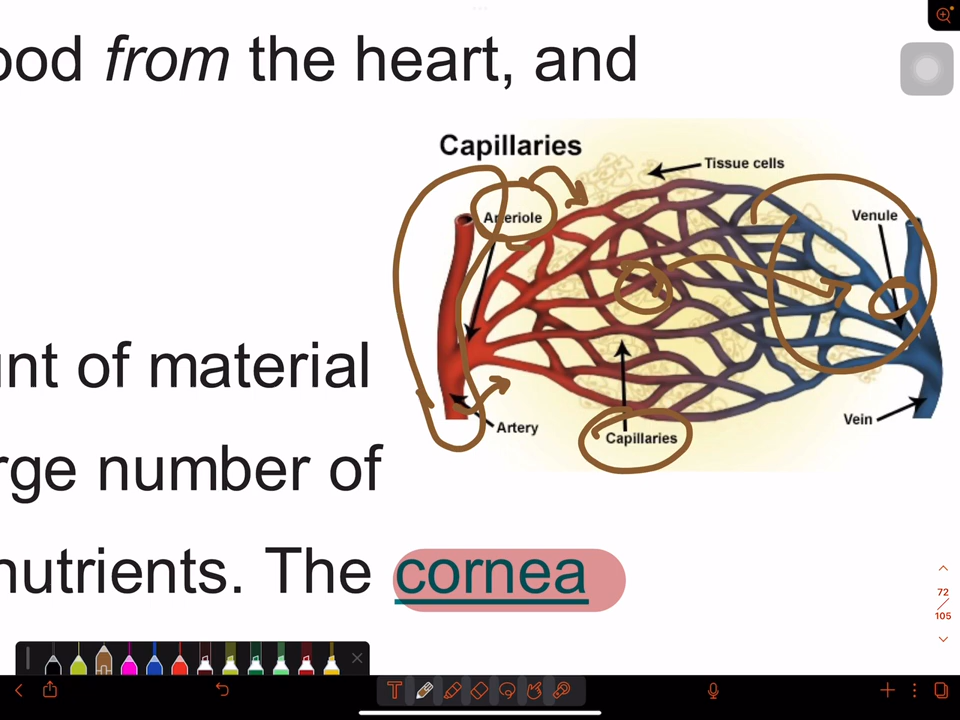 ood from the heart, and
Capillaries
Tissue cells
Arteriole
Venule
unt of material
Artery
Capillaries
Vein
rge number of
nutrients. The cornea
72
105
T